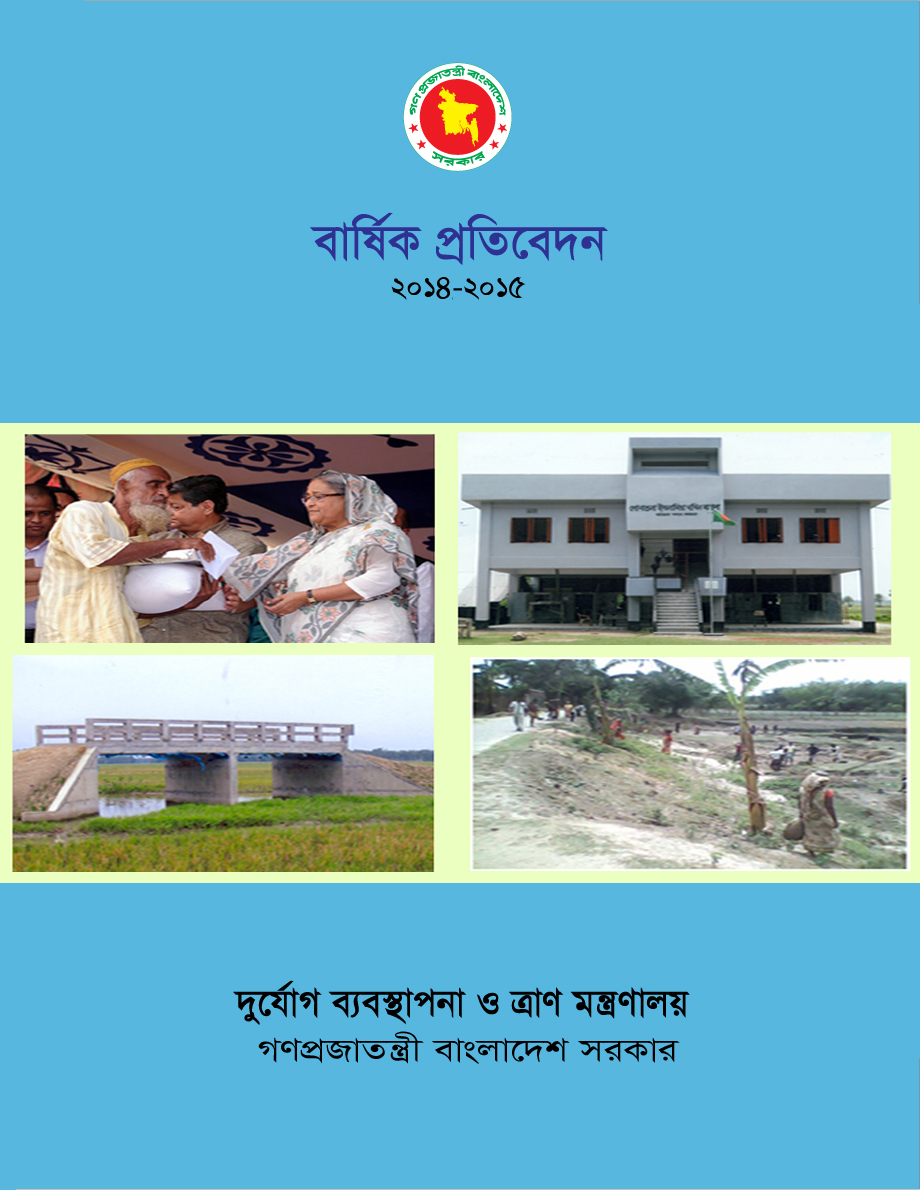 গণপ্রজাতন্ত্রী বাংলাদেশ
সরকার
বার্ষিক প্রতিবেদন
২০১৪-২০১৫
দুর্যোগ ব্যবস্থাপনা ও ত্রাণ মন্ত্রণালয়
গণপ্রজাতন্ত্রী বাংলাদেশ সরকার